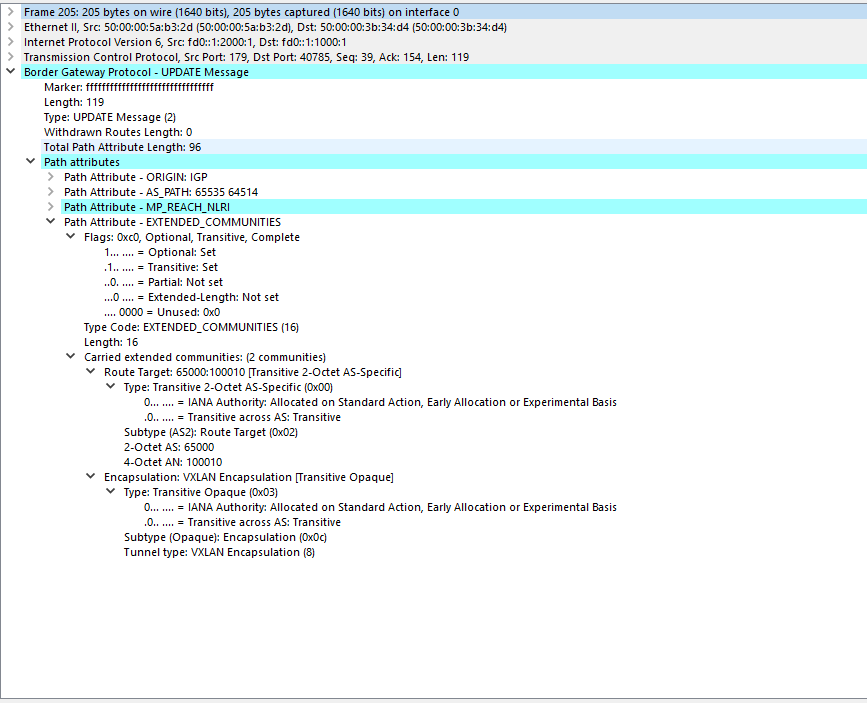 Frame 205: 205 bytes on wire (1640 bits), 205 bytes captured (1640 bits) on interface 0
Ethernet II, Src: 50:00:00:5a:b3:2d (50:00:00:5a:b3:2d), Dst: 50:00:00:3b:34:d4 (50:00:00:3b:34:d4)
Internet Protocol Version 6, Src: fd0::1:2000:1, Dst: fd0::1:1000:1
Transmission Control Protocol, Src Port: 179, Dst Port: 40785, Seq: 39, Ack: 154, Len: 119
Border Gateway Protocol - UPDATE Message
Marker: ffffffffffffffffffffffffffffffff
Length: 119
Type: UPDATE Message (2)
Withdrawn Routes Length: 0
Total Path Attribute Length: 96
Path attributes
Path Attribute - ORIGIN: IGP
Path Attribute - AS_PATH: 65535 64514
Path Attribute - MP_REACH_NLRI
Path Attribute - EXTENDED_COMMUNITIES
Flags: 0xc0, Optional, Transitive, Complete
1... .... = Optional: Set
.1.. .... = Transitive: Set
..0. .... = Partial: Not set
...0 .... = Extended-Length: Not set
.... 0000 = Unused: 0x0
Type Code: EXTENDED_COMMUNITIES (16)
Length: 16
Carried extended communities: (2 communities)
Route Target: 65000:100010 [Transitive 2-Octet AS-Specific]
Type: Transitive 2-Octet AS-Specific (0x00)
0... .... = IANA Authority: Allocated on Standard Action, Early Allocation or Experimental Basis
.0.. .... = Transitive across AS: Transitive
Subtype (AS2): Route Target (0x02)
2-Octet AS: 65000
4-Octet AN: 100010
Encapsulation: VXLAN Encapsulation [Transitive Opaque]
Type: Transitive Opaque (0x03)
0... .... = IANA Authority: Allocated on Standard Action, Early Allocation or Experimental Basis
.0.. .... = Transitive across AS: Transitive
Subtype (Opaque): Encapsulation (0x0c)
Tunnel type: VXLAN Encapsulation (8)